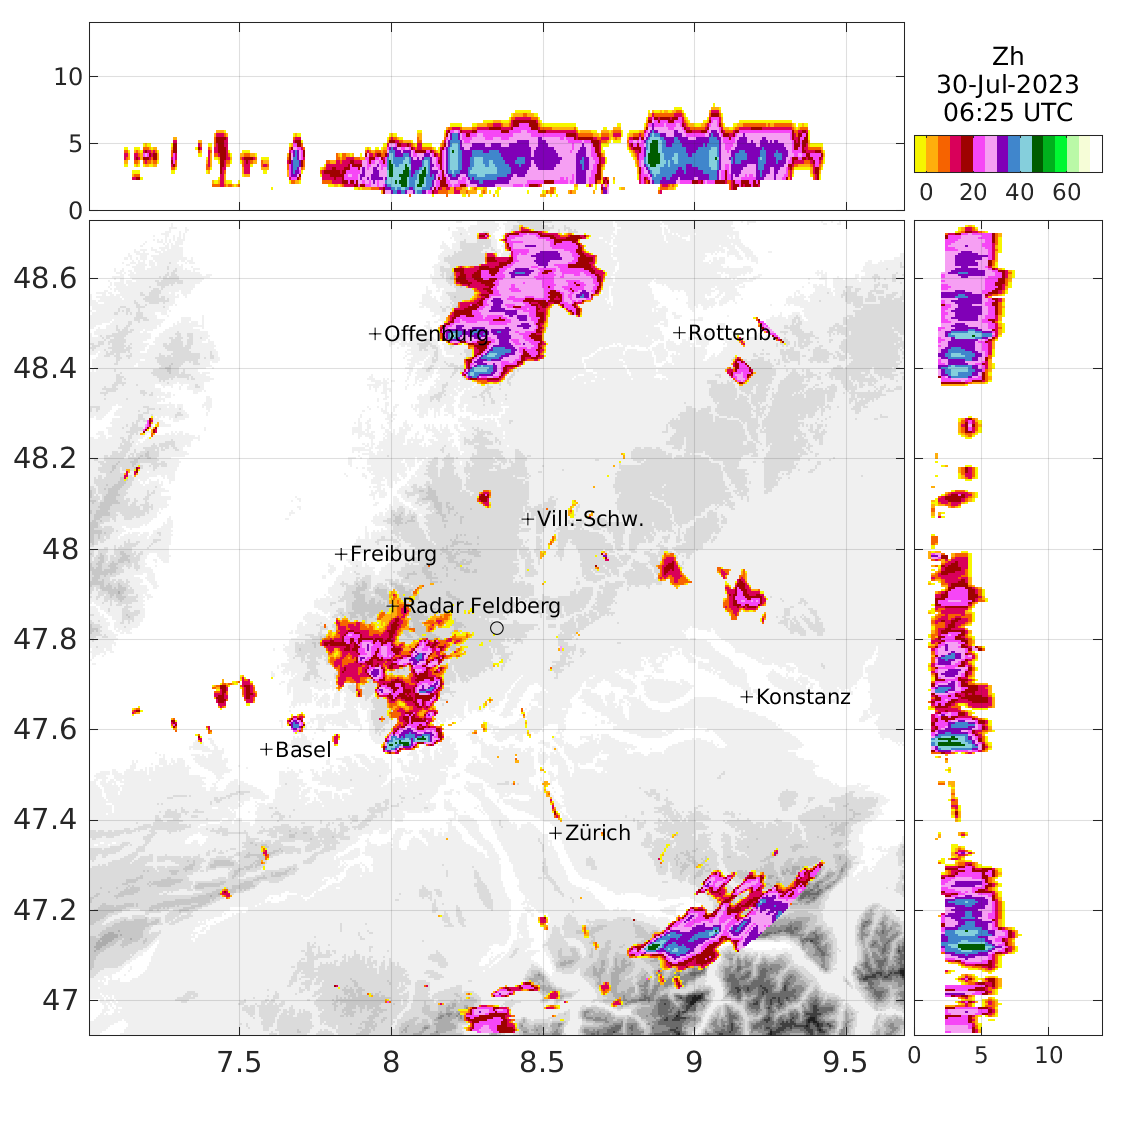 10
5
0
Zh
30-Jul-2023
06:25 UTC
0 20 40 60
48.6
48.4
48.2
48
47.8
47.6
47.4
47.2
47
+Offenburg
+Rottenb.
+Vill.-Schw.
+Freiburg
+Radar Feldberg
+Konstanz
+Basel
+Zürich
7.5 8 8.5 9 9.5
0 5 10